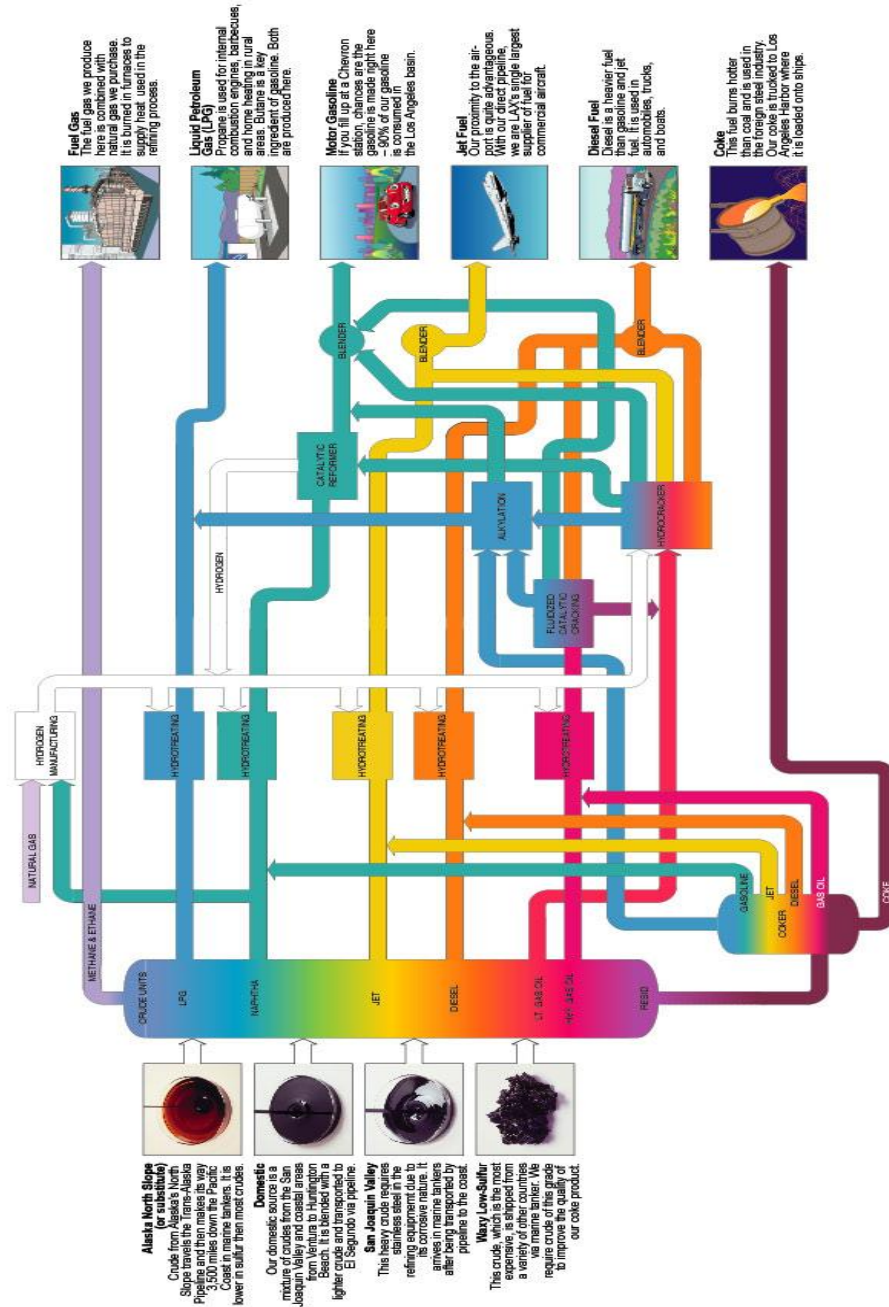 Alaska North Slope
(or substitute)
Crude from Alaska's North
Slope travels the Trans-Alaska
Pipeline and then makes its way
3,500 miles down the Pacific
Coast in marine tankers. It is
lower in sulfur then most crudes.
Domestic
Our domestic source is a
mixture of crudes from the San
Joaquin Valley and coastal areas
from Ventura to Huntington
Beach. It is blended with a
lighter crude and transported to
El Segundo via pipeline.
San Joaquin Valley
This heavy crude requires
stainless steel in the
refining equipmemt due to
its corrosive nature. It
arrives in marine tankers
after being transported by
pipeline to the coast.
Waxy Low-Sulfur
This crude, which is the most
expensive, is shipped from
a variety of other countries
via marine tanker. We
require crude of this grade
to improve the quality of
our coke product.
CRUDE UNITS
LPG
NAPHTHA
JET
DIESEL
LT. GAS OIL
HVY. GAS OIL
RESID
METHANE & ETHANE
NATURAL GAS
HYDROGEN
MANUFACTURING
HYDROTREATING
HYDROTREATING
HYDROTREATING
HYDROTREATING
HYDROTREATING
GASOLINE
JET
COKER
DIESEL
GAS OIL
COKE
HYDROGEN
FLUIDIZED
CATALYTIC
CRACKING
ALKYLATION
HYDROCRACKER
CATALYTIC
REFORMER
BLENDER
BLENDER
BLENDER
Fuel Gas
The fuel gas we produce
here is combined with
natural gas we purchase.
It is burned in furnaces to
supply heat used in the
refining process.
Liquid Petroleum
Gas (LPG)
Propane is used for internal
combustion engines, barbecues,
and home heating in rural
areas. Butane is a key
ingredient of gasoline. Both
are produced here.
Motor Gasoline
If you fill up at a Chevron
station, chances are the
gasoline is made right here
– 90% of our gasoline
is consumed in
the Los Angeles basin.
Jet Fuel
Our proximity to the air-
port is quite advantageous.
With our direct pipeline,
we are LAX's single largest
supplier of fuel for
commercial aircraft.
Diesel Fuel
Diesel is a heavier fuel
than gasoline and jet
fuel. It is used in
automobiles, trucks,
and boats.
Coke
This fuel burns hotter
than coal and is used in
the foreign steel industry.
Our coke is trucked to Los
Angeles Harbor where
it is loaded onto ships.